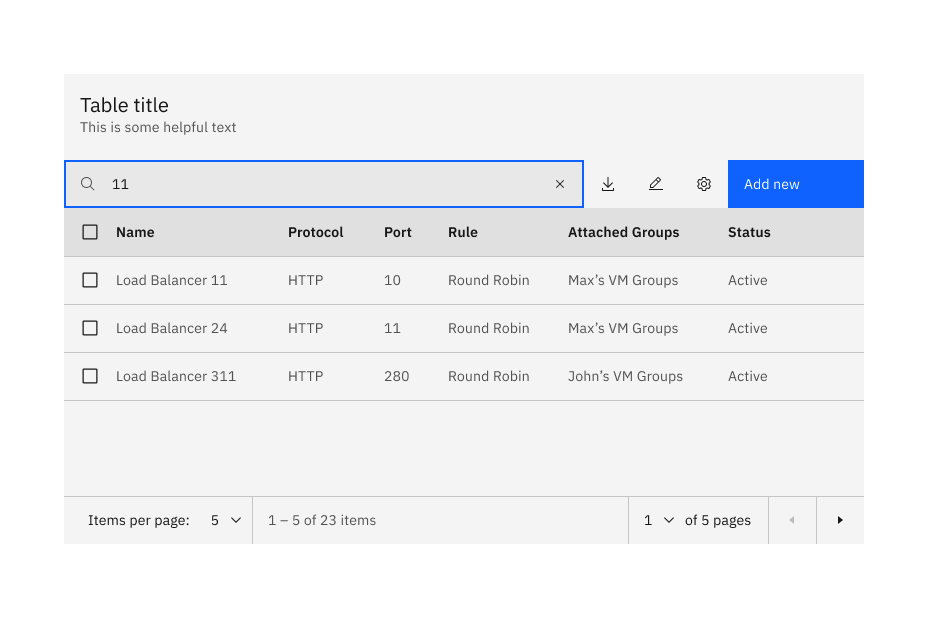 Table title
This is some helpful text
11
Add new
Name Protocol Port Rule Attached Groups Status
Load Balancer 11 HTTP 10 Round Robin Max’s VM Groups Active
Load Balancer 24 HTTP 11 Round Robin Max’s VM Groups Active
Load Balancer 311 HTTP 280 Round Robin John’s VM Groups Active
Items per page: 5 1 – 5 of 23 items 1 of 5 pages